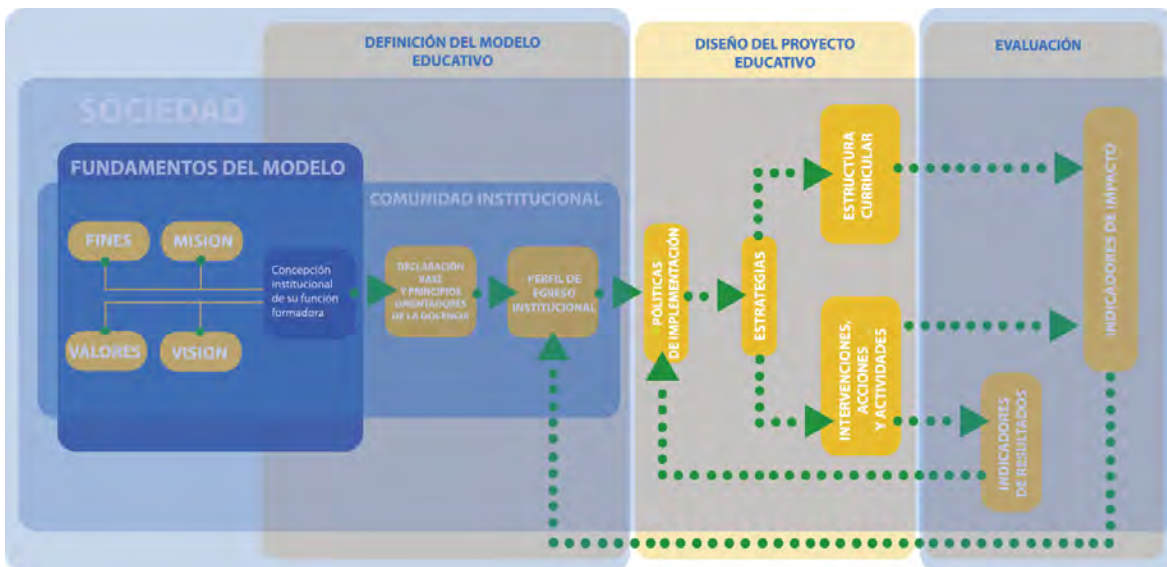 DEFINICIÓN DEL MODELO
EDUCATIVO
DISEÑO DEL PROYECTO
EDUCATIVO
EVALUACIÓN
SOCIEDAD
FUNDAMENTOS DEL MODELO
COMUNIDAD INSTITUCIONAL
FINES
MISION
VALORES
VISION
Concepción
institucional
de su función
formadora
DECLARACIÓN
BASE
Y PRINCIPIOS
ORIENTADORES
DE LA DOCENCIA
PERFIL DE
EGRESO
INSTITUCIONAL
POLÍTICAS
DE IMPLEMENTACIÓN
ESTRATEGIAS
ESTRUCTURA
CURRICULAR
INTERVENCIONES,
ACCIONES
Y ACTIVIDADES
INDICADORES
DE RESULTADOS
INDICADORES DE IMPACTO